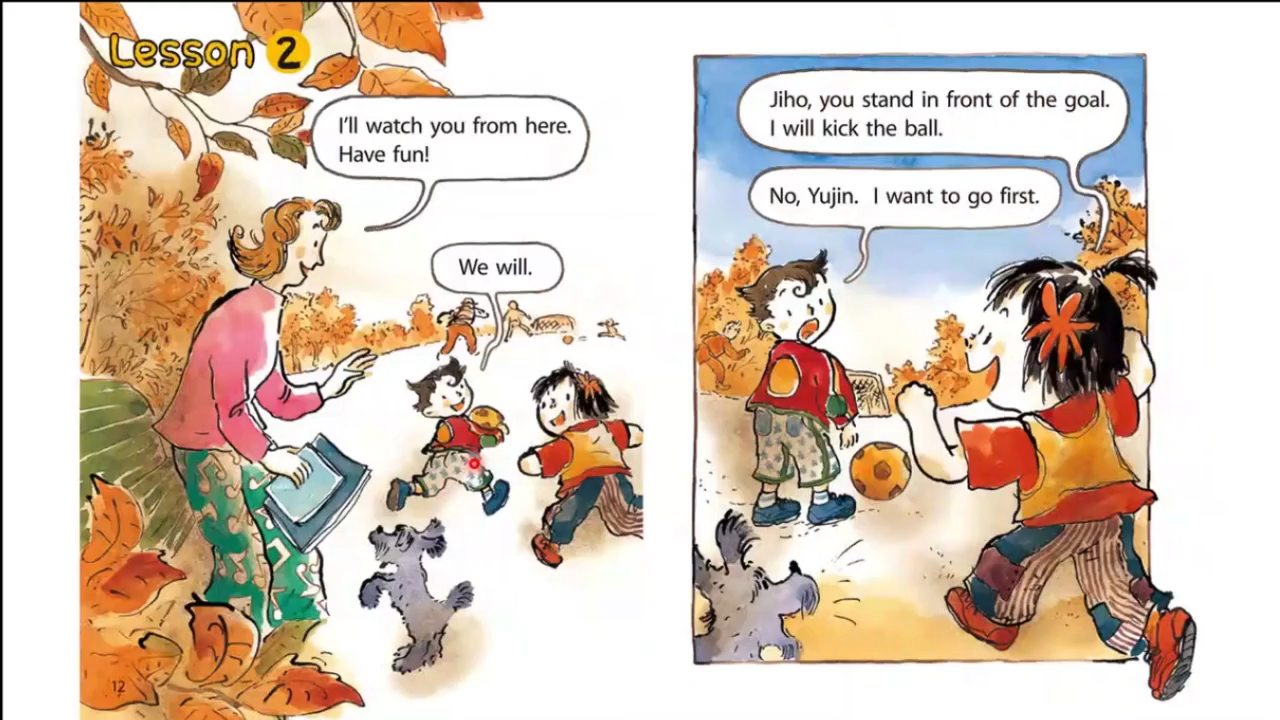 Lesson 2
I'll watch you from here.
Have fun!
We will.
12
Jiho, you stand in front of the goal.
I will kick the ball.
No, Yujin.  I want to go first.